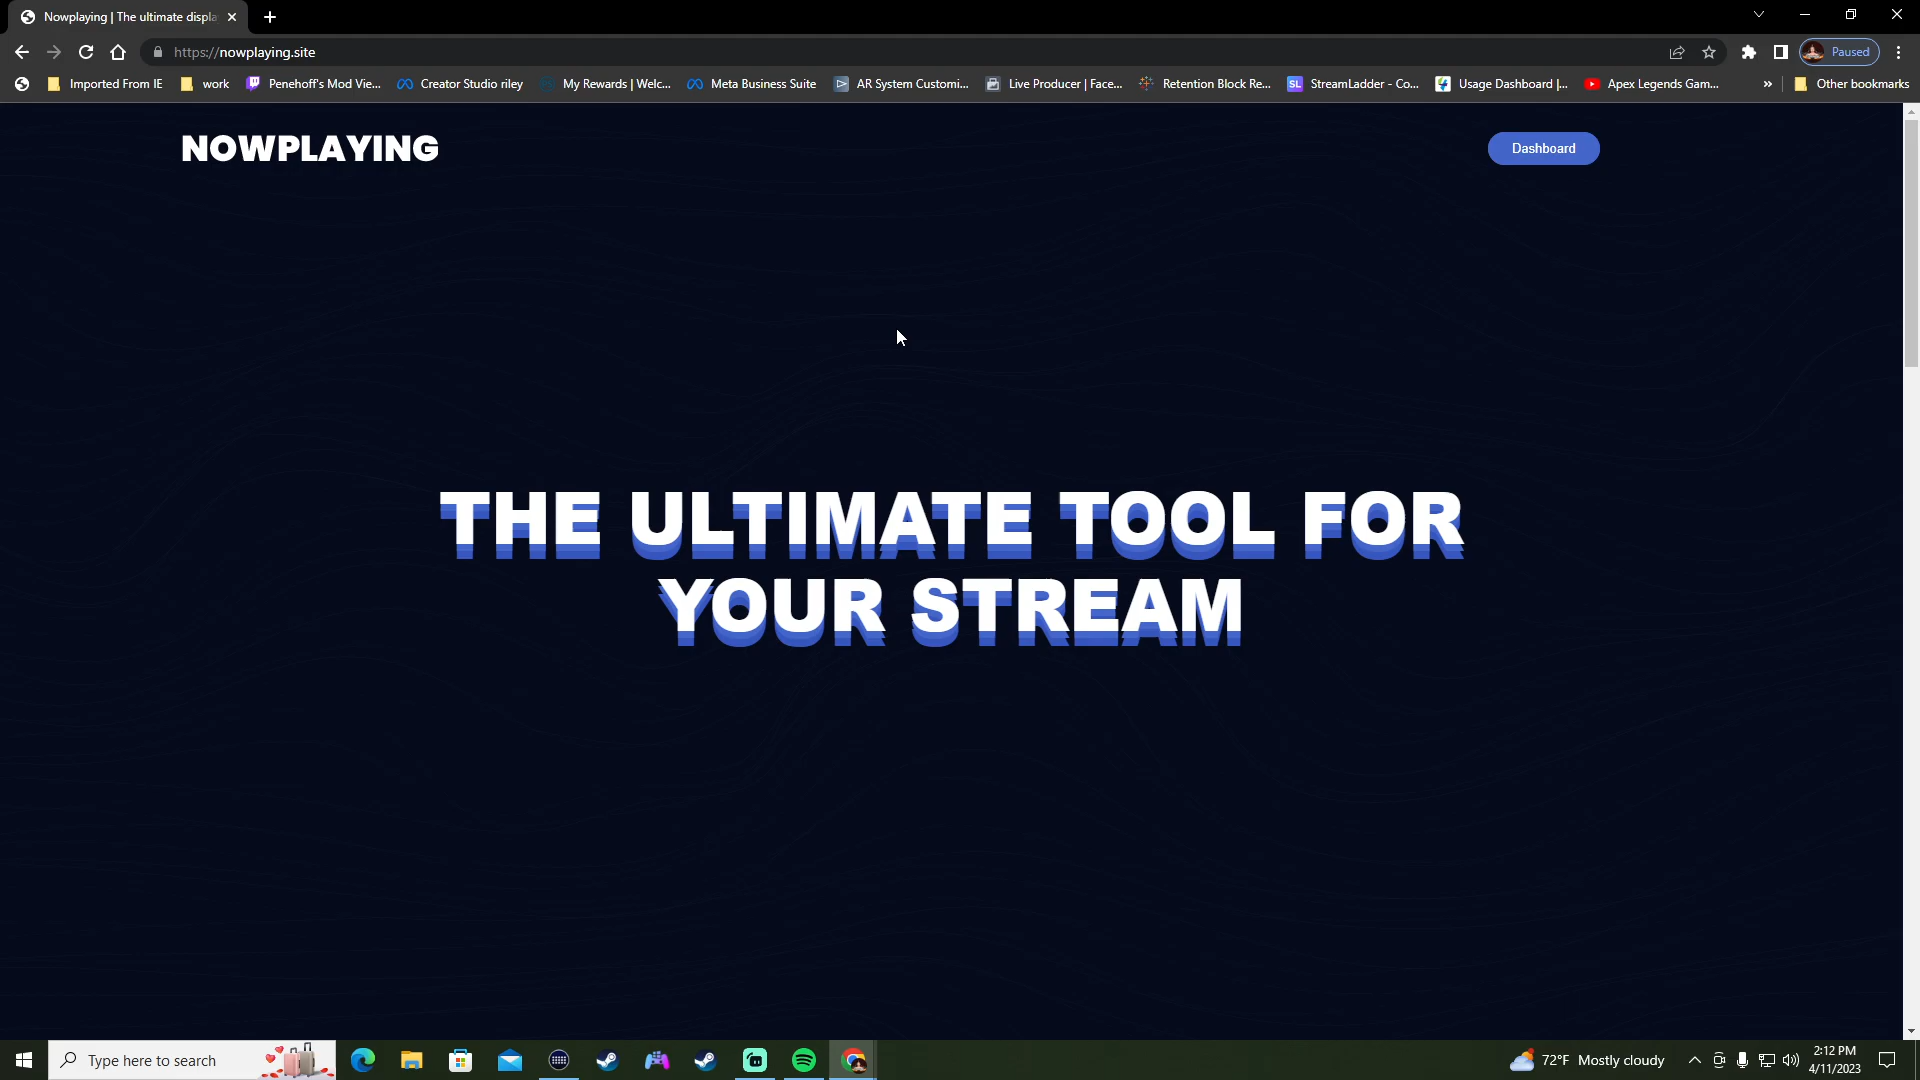 Nowplaying | The ultimate displa
https://nowplaying.site
Paused
Imported From IE
work
Penehoff's Mod Vie...
Creator Studio riley
My Rewards | Welc...
Meta Business Suite
AR System Customi...
Live Producer | Face...
Retention Block Re...
SL
StreamLadder - Co...
Usage Dashboard |...
Apex Legends Gam...
»
Other bookmarks
NOWPLAYING
Dashboard
THE ULTIMATE TOOL FOR
YOUR STREAM
Type here to search
72°F Mostly cloudy
2:12 PM
4/11/2023